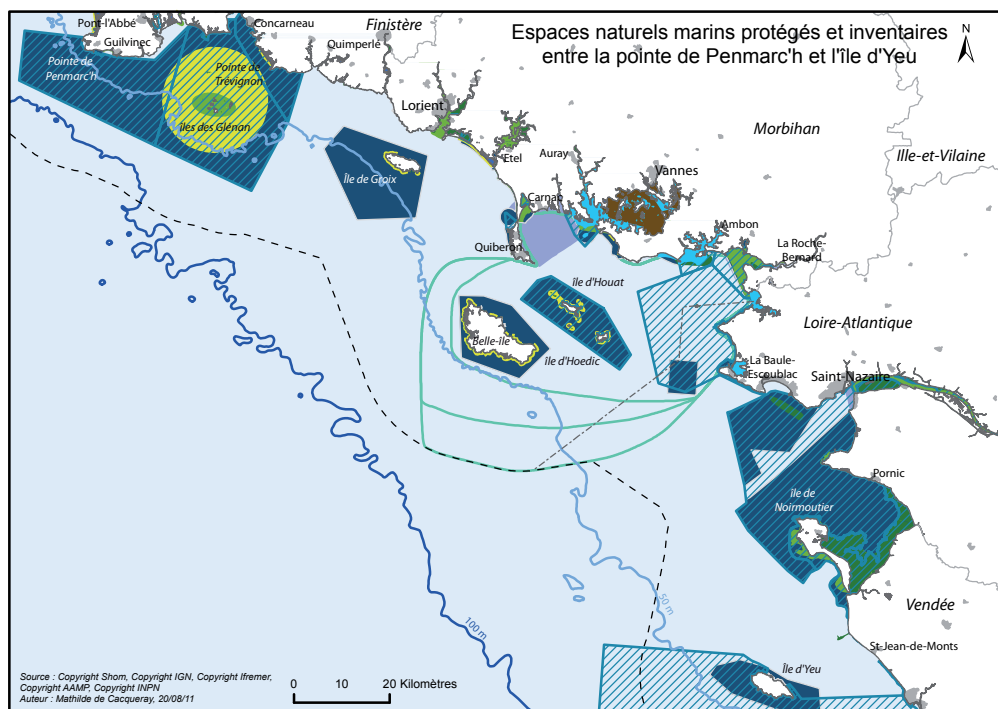 Espaces naturels marins protégés et inventaires
entre la pointe de Penmarc'h et l'île d'Yeu
N
Pont-l'Abbé
Guilvinec
Concarneau
Finistère
Quimperlé
Pointe de
Penmarc'h
Pointe de
Trévignon
îles des Glénan
Lorient
Morbihan
Ille-et-Vilaine
Île de Groix
Etel
Auray
Vannes
Carnac
Ambon
La Roche-
Bernard
Quiberon
île d'Houat
Loire-Atlantique
Belle-île
île d'Hoedic
La Baule-
Escoublac
Saint-Nazaire
Pornic
île de
Noirmoutier
Vendée
100 m
50 m
St-Jean-de-Monts
Île d'Yeu
Source : Copyright Shom, Copyright IGN, Copyright Ifremer,
Copyright AAMP, Copyright INPN
Auteur : Mathilde de Cacqueray, 20/08/11
0 10 20 Kilomètres